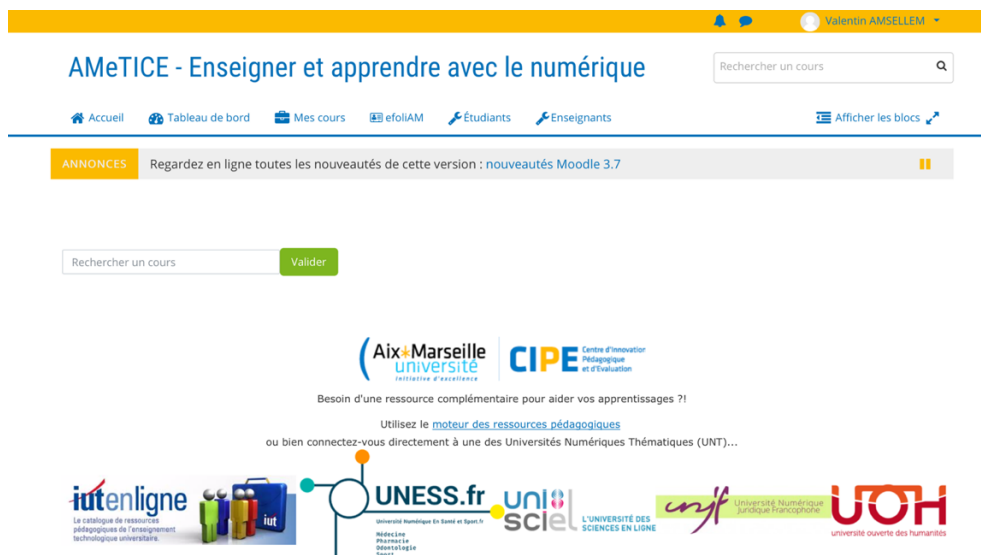 Valentin AMSELLEM
AMeTICE - Enseigner et apprendre avec le numérique
Rechercher un cours
Accueil Tableau de bord Mes cours efoliAM Étudiants Enseignants Afficher les blocs
ANNONCES Regardez en ligne toutes les nouveautés de cette version : nouveautés Moodle 3.7
Rechercher un cours Valider
Aix*Marseille
université
initiative d'excellence
CIPE
Centre d'Innovation
Pédagogique
et d'Evaluation
Besoin d'une ressource complémentaire pour aider vos apprentissages ?!
Utilisez le moteur des ressources pédagogiques
ou bien connectez-vous directement à une des Universités Numériques Thématiques (UNT)...
iutenligne
Le catalogue de ressources
pédagogiques de l'enseignement
technologique universitaire.
iut
UNESS.fr
Université Numérique En Santé et Sport.fr
Médecine
Pharmacie
Odontologie
Sport
uni
sciel
L'UNIVERSITÉ DES
SCIENCES EN LIGNE
unjf
Université Numérique
Juridique Francophone
UOH
université ouverte des humanités